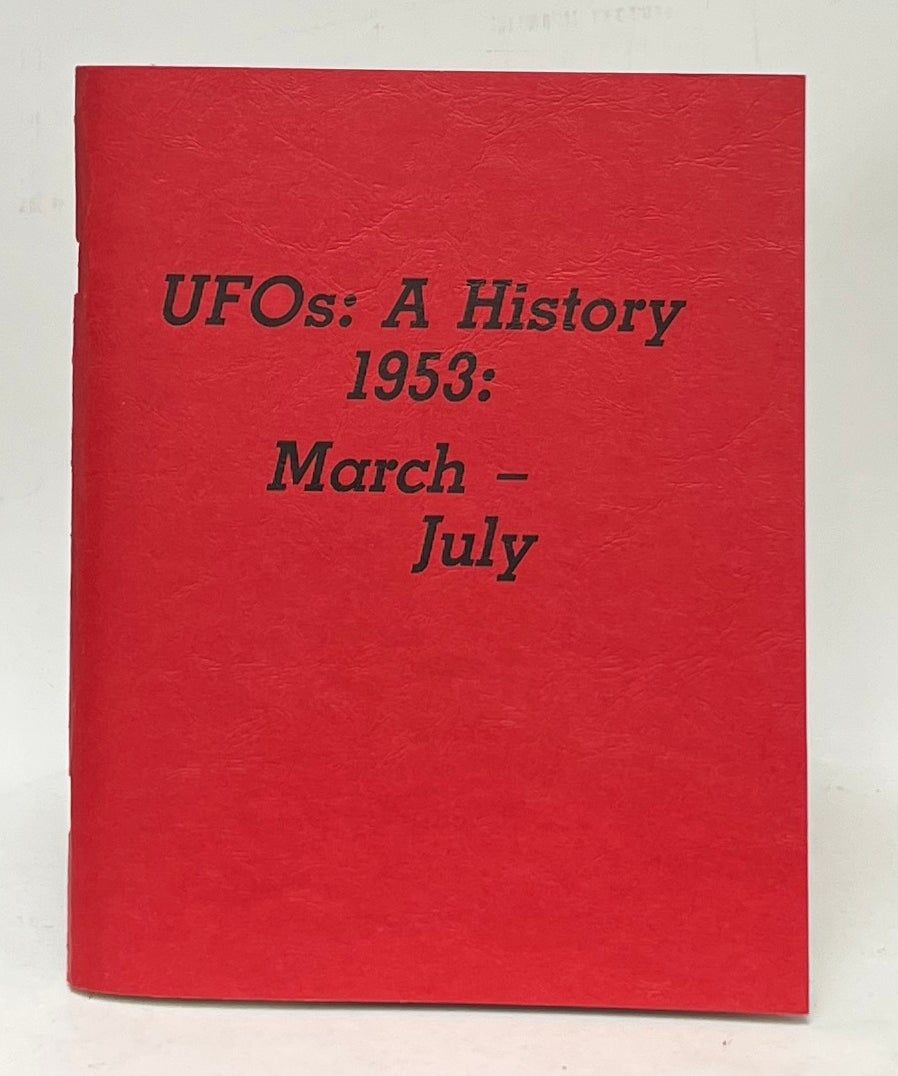 UFOs: A History
1953:
March –
July